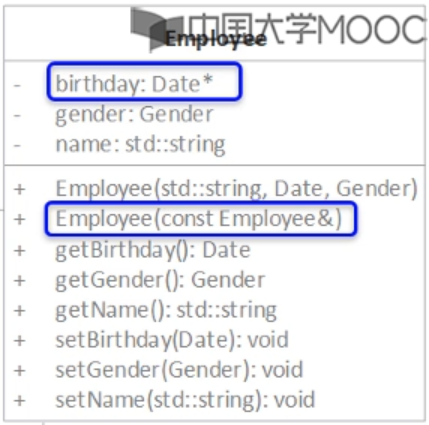 中国大学MOOC
Employee
- birthday: Date*
- gender: Gender
- name: std::string
+ Employee(std::string, Date, Gender)
+ Employee(const Employee&)
+ getBirthday(): Date
+ getGender(): Gender
+ getName(): std::string
+ setBirthday(Date): void
+ setGender(Gender): void
+ setName(std::string): void